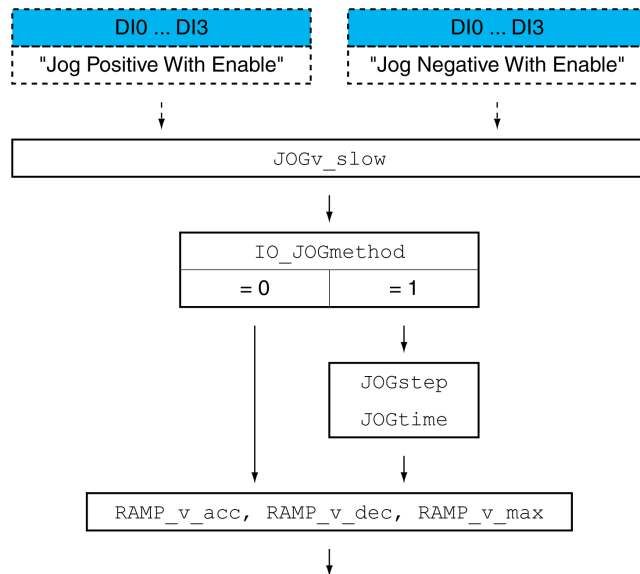 DI0 ... DI3
DI0 ... DI3
"Jog Positive With Enable"
"Jog Negative With Enable"
JOGv_slow
IO_JOGmethod
= 0
= 1
JOGstep
JOGtime
RAMP_v_acc, RAMP_v_dec, RAMP_v_max